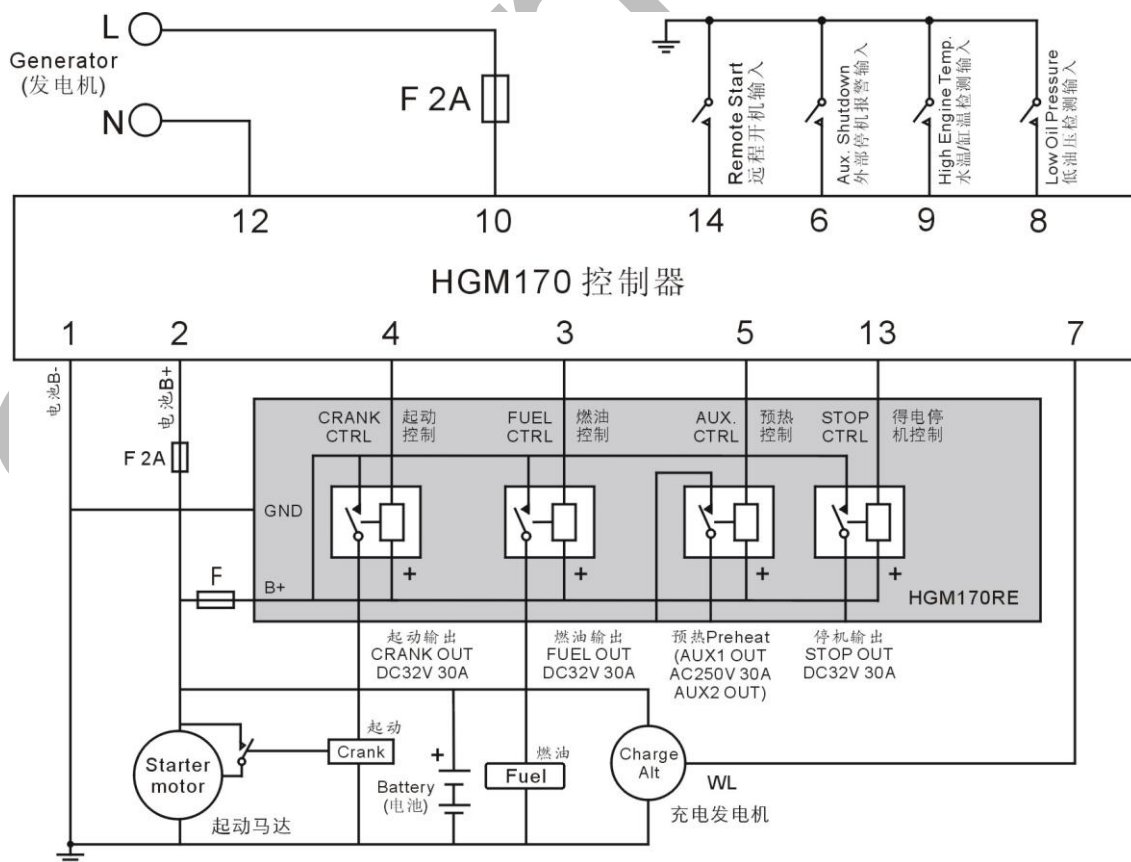 L
Generator
(发电机)
N
F 2A
Remote Start
远程开机输入
Aux. Shutdown
外部停机报警输入
High Engine Temp.
水温/缸温检测输入
Low Oil Pressure
低油压检测输入
12
10
14
6
9
8
HGM170 控制器
1
2
4
3
5
13
7
电池B-
电池B+
F 2A
CRANK
CTRL
起动
控制
FUEL
CTRL
燃油
控制
AUX.
CTRL
预热
控制
STOP
CTRL
得电停
机控制
GND
F
B+
+
+
+
+
HGM170RE
起动输出
CRANK OUT
DC32V 30A
燃油输出
FUEL OUT
DC32V 30A
预热Preheat
(AUX1 OUT
AC250V 30A
AUX2 OUT)
停机输出
STOP OUT
DC32V 30A
Starter
motor
起动马达
起动
Crank
+
Battery
(电池)
燃油
Fuel
Charge
Alt
WL
充电发电机